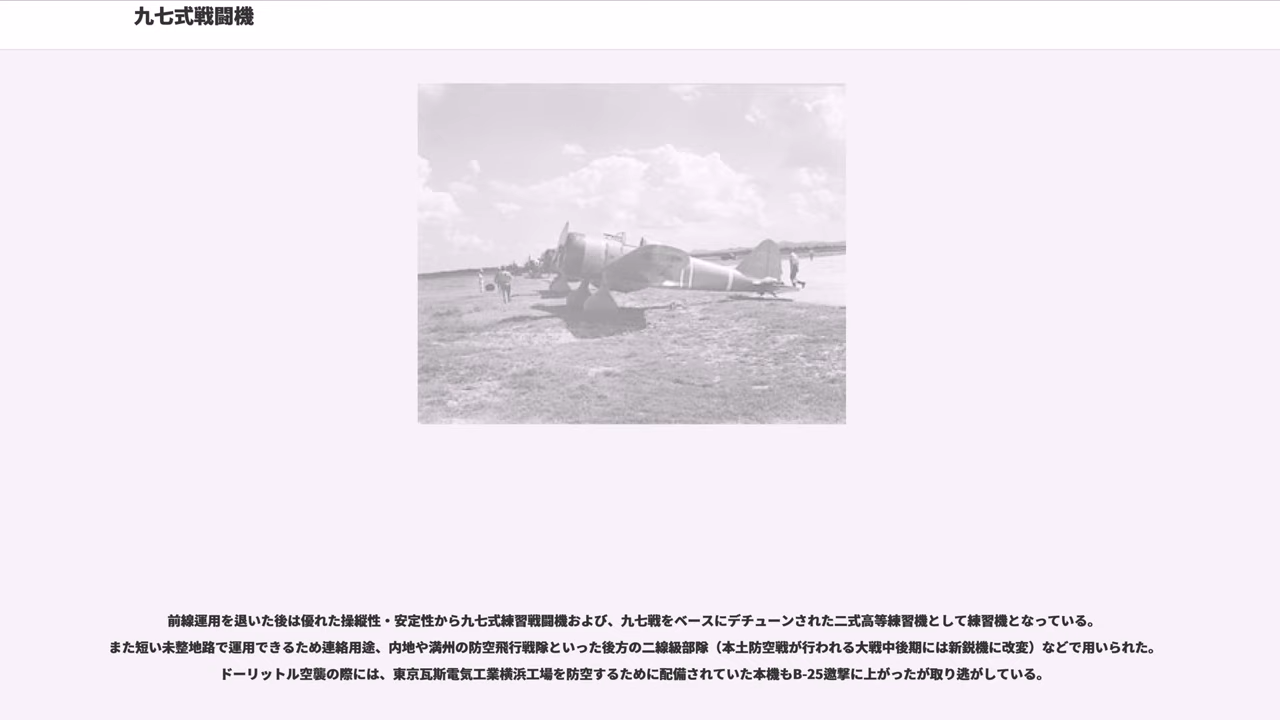 九七式戦闘機
前線運用を退いた後は優れた操縦性・安定性から九七式練習戦闘機および、九七戦をベースにデチューンされた二式高等練習機として練習機となっている。
また短い未整地路で運用できるため連絡用途、内地や満州の防空飛行戦隊といった後方の二線級部隊（本土防空戦が行われる大戦中後期には新鋭機に改変）などで用いられた。
ドーリットル空襲の際には、東京瓦斯電気工業横浜工場を防空するために配備されていた本機もB-25邀撃に上がったが取り逃がしている。